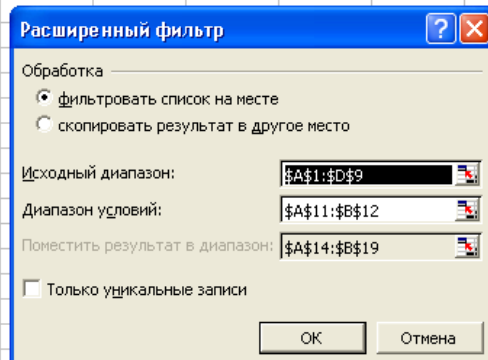 Расширенный фильтр
Обработка
фильтровать список на месте
скопировать результат в другое место
Исходный диапазон: $A$1:$D$9
Диапазон условий: $A$11:$B$12
Поместить результат в диапазон: $A$14:$B$19
Только уникальные записи
ОК Отмена